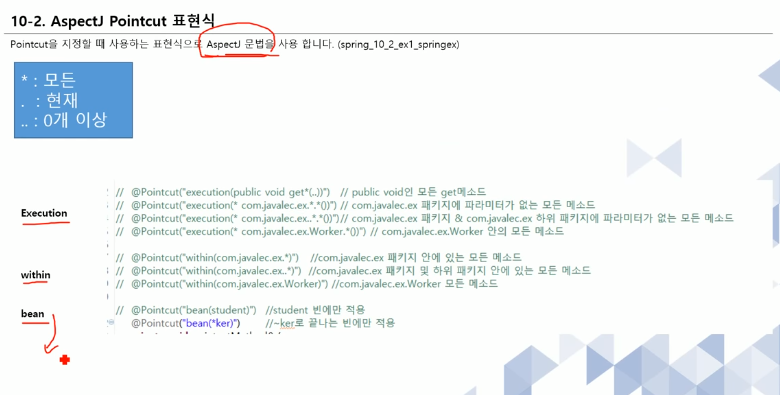 10-2. AspectJ Pointcut 표현식
Pointcut을 지정할 때 사용하는 표현식으로 AspectJ 문법을 사용 합니다. (spring_10_2_ex1_springex)
* : 모든
. : 현재
.. : 0개 이상
Execution
// @Pointcut("execution(public void get*(..))") // public void인 모든 get메소드
// @Pointcut("execution(* com.javalec.ex.*.*())") // com.javalec.ex 패키지에 파라미터가 없는 모든 메소드
// @Pointcut("execution(* com.javalec.ex..*.*())") // com.javalec.ex 패키지 & com.javalec.ex 하위 패키지에 파라미터가 없는 모든 메소드
// @Pointcut("execution(* com.javalec.ex.Worker.*())") // com.javalec.ex.Worker 안의 모든 메소드
within
// @Pointcut("within(com.javalec.ex.*)") //com.javalec.ex 패키지 안에 있는 모든 메소드
// @Pointcut("within(com.javalec.ex..*)") //com.javalec.ex 패키지 및 하위 패키지 안에 있는 모든 메소드
// @Pointcut("within(com.javalec.ex.Worker)") //com.javalec.ex.Worker 모든 메소드
bean
// @Pointcut("bean(student)") //student 빈에만 적용
@Pointcut("bean(*ker)") //~ker로 끝나는 빈에만 적용